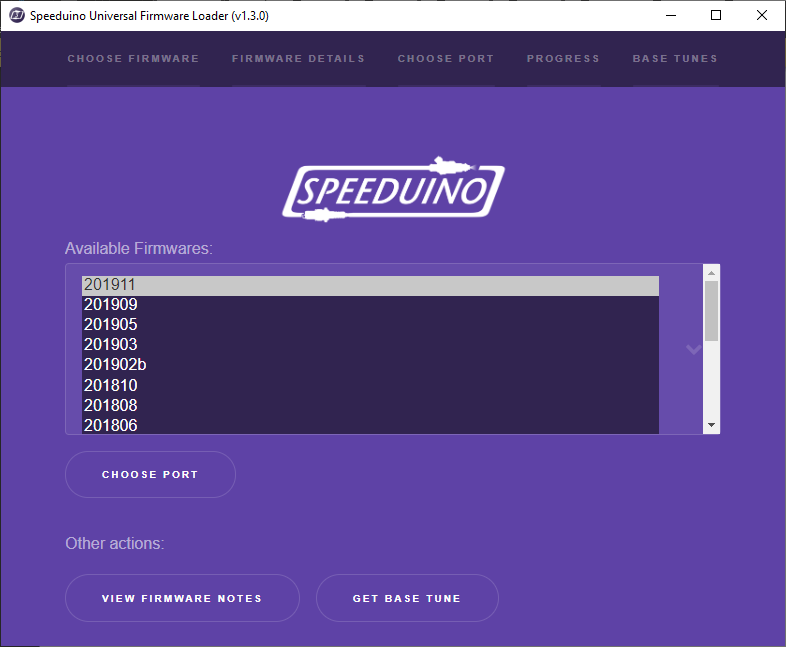 Speeduino Universal Firmware Loader (v1.3.0)
CHOOSE FIRMWARE FIRMWARE DETAILS CHOOSE PORT PROGRESS BASE TUNES
SPEEDUINO
Available Firmwares:
201911
201909
201905
201903
201902b
201810
201808
201806
CHOOSE PORT
Other actions:
VIEW FIRMWARE NOTES GET BASE TUNE